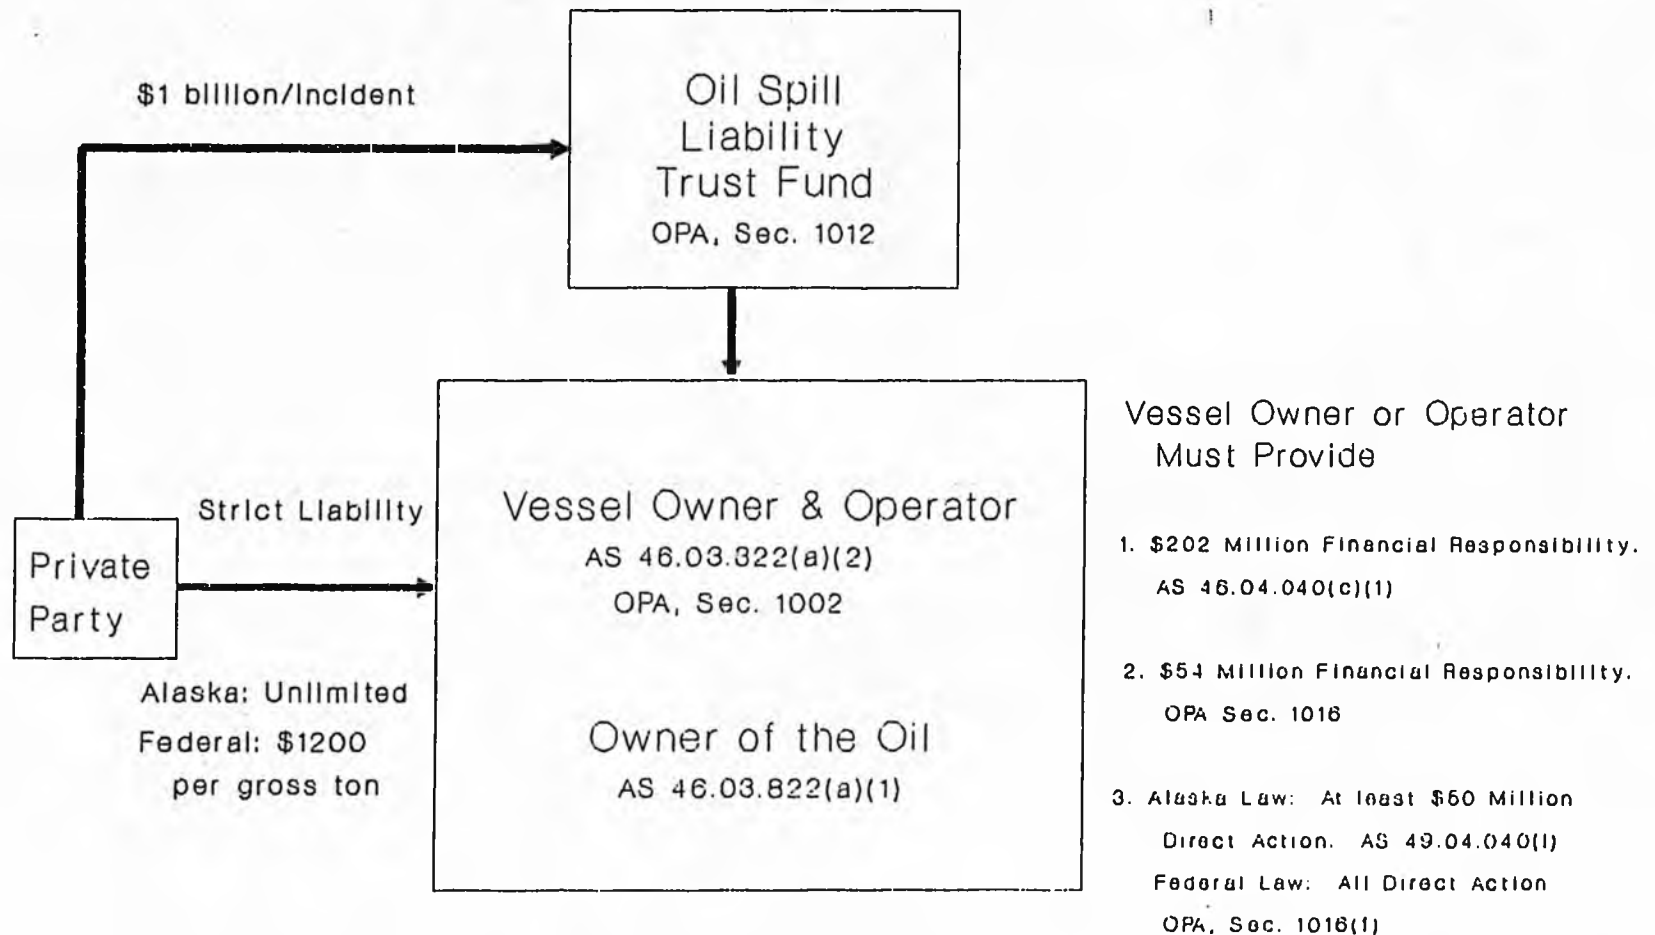 $1 billion/Incident
Oil Spill
Liability
Trust Fund
OPA, Sec. 1012
Strict Liability
Private
Party
Alaska: Unlimited
Federal: $1200
per gross ton
Vessel Owner & Operator
AS 46.03.822(a)(2)
OPA, Sec. 1002
Owner of the Oil
AS 46.03.822(a)(1)
Vessel Owner or Operator
Must Provide
1. $202 Million Financial Responsibility.
AS 46.04.040(c)(1)
2. $54 Million Financial Responsibility.
OPA Sec. 1016
3. Alaska Law: At least $50 Million
Direct Action. AS 49.04.040(l)
Federal Law: All Direct Action
OPA, Sec. 1016(f)